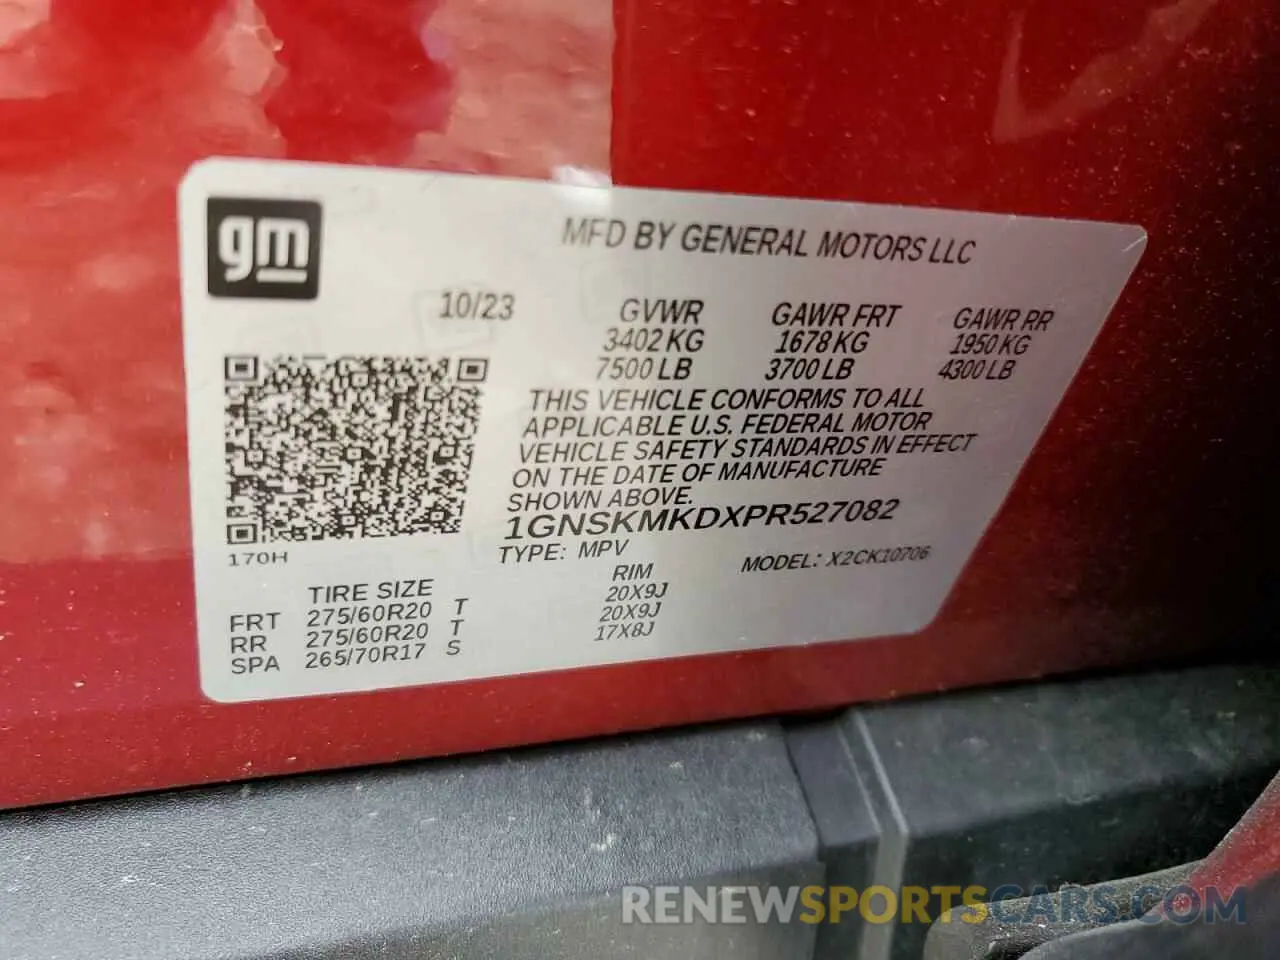 gm
MFD BY GENERAL MOTORS LLC
10/23 GVWR GAWR FRT GAWR RR
3402 KG 1678 KG 1950 KG
7500 LB 3700 LB 4300 LB
THIS VEHICLE CONFORMS TO ALL
APPLICABLE U.S. FEDERAL MOTOR
VEHICLE SAFETY STANDARDS IN EFFECT
ON THE DATE OF MANUFACTURE
SHOWN ABOVE.
1GNSKMKDXPR527082
170H
TYPE: MPV MODEL: X2CK10706
TIRE SIZE RIM
FRT 275/60R20 T 20X9J
RR 275/60R20 T 20X9J
SPA 265/70R17 S 17X8J
RENEWSPORTSCARS.COM